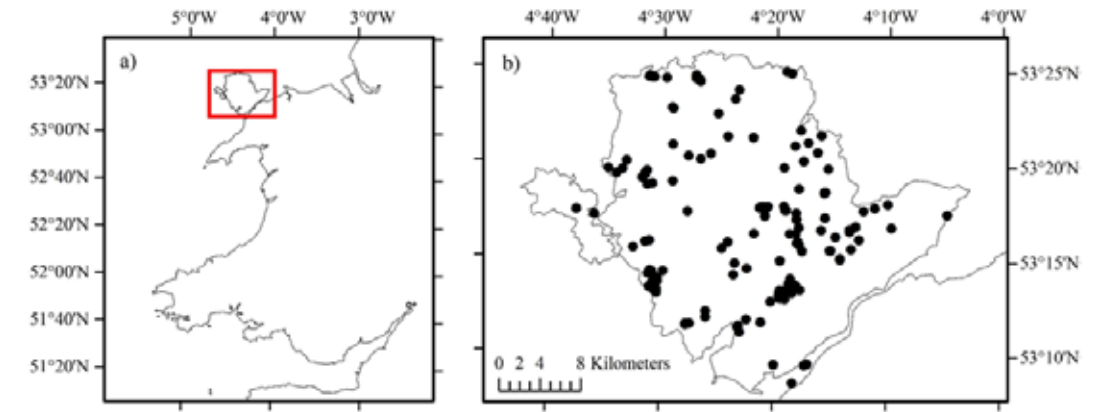 5°0'W 4°0'W 3°0'W
4°40'W 4°30'W 4°20'W 4°10'W 4°0'W
a)
53°20'N
53°00'N
52°40'N
52°20'N
52°00'N
51°40'N
51°20'N
b)
53°25'N
53°20'N
53°15'N
53°10'N
0 2 4 8 Kilometers